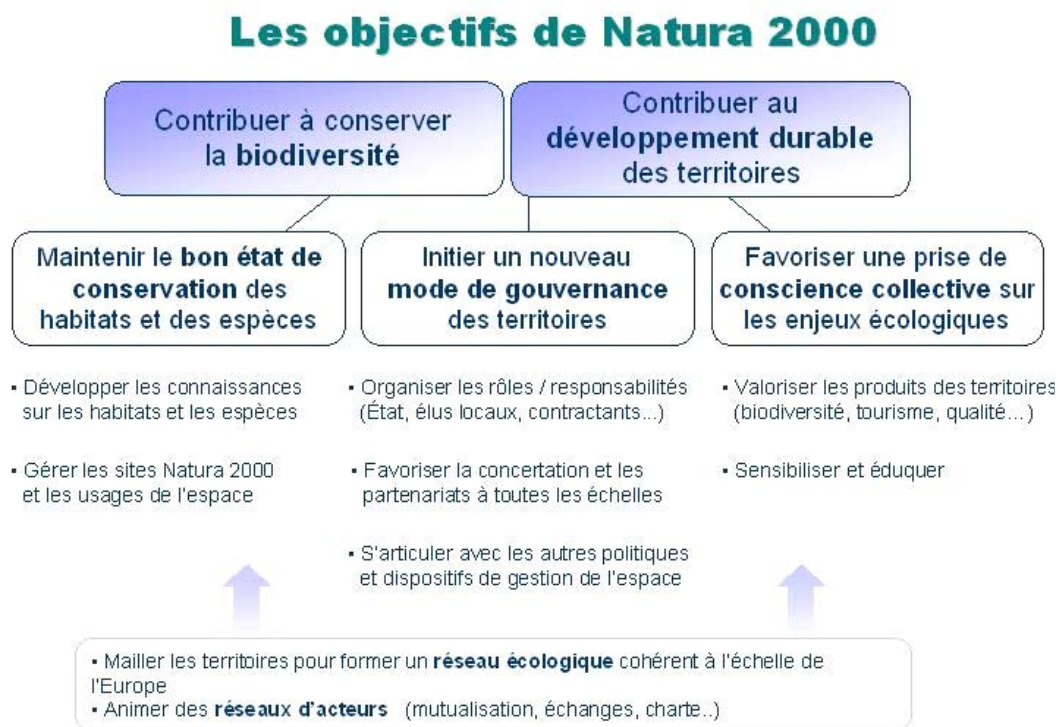 Les objectifs de Natura 2000
Contribuer à conserver
la biodiversité
Contribuer au
développement durable
des territoires
Maintenir le bon état de
conservation des
habitats et des espèces
Initier un nouveau
mode de gouvernance
des territoires
Favoriser une prise de
conscience collective sur
les enjeux écologiques
▪ Développer les connaissances
sur les habitats et les espèces
▪ Gérer les sites Natura 2000
et les usages de l'espace
▪ Organiser les rôles / responsabilités
(État, élus locaux, contractants...)
▪ Favoriser la concertation et les
partenariats à toutes les échelles
▪ S'articuler avec les autres politiques
et dispositifs de gestion de l'espace
▪ Valoriser les produits des territoires
(biodiversité, tourisme, qualité...)
▪ Sensibiliser et éduquer
▪ Mailler les territoires pour former un réseau écologique cohérent à l'échelle de
l'Europe
▪ Animer des réseaux d'acteurs (mutualisation, échanges, charte..)